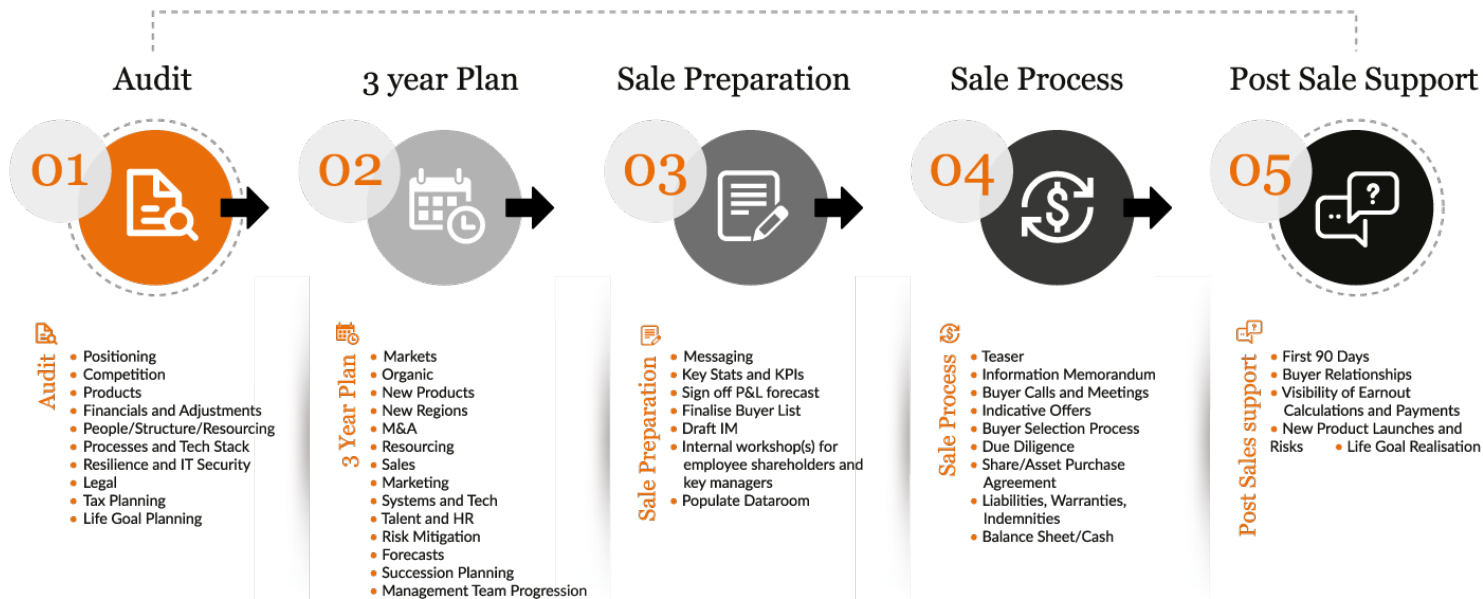 Audit
3 year Plan
Sale Preparation
Sale Process
Post Sale Support
01
02
03
04
05
?
$
Audit
• Positioning
• Competition
• Products
• Financials and Adjustments
• People/Structure/Resourcing
• Processes and Tech Stack
• Resilience and IT Security
• Legal
• Tax Planning
• Life Goal Planning
3 Year Plan
• Markets
• Organic
• New Products
• New Regions
• M&A
• Resourcing
• Sales
• Marketing
• Systems and Tech
• Talent and HR
• Risk Mitigation
• Forecasts
• Succession Planning
• Management Team Progression
Sale Preparation
• Messaging
• Key Stats and KPIs
• Sign off P&L forecast
• Finalise Buyer List
• Draft IM
• Internal workshop(s) for
employee shareholders and
key managers
• Populate Dataroom
Sale Process
• Teaser
• Information Memorandum
• Buyer Calls and Meetings
• Indicative Offers
• Buyer Selection Process
• Due Diligence
• Share/Asset Purchase
Agreement
• Liabilities, Warranties,
Indemnities
• Balance Sheet/Cash
Post Sales support
• First 90 Days
• Buyer Relationships
• Visibility of Earnout
Calculations and Payments
• New Product Launches and
Risks • Life Goal Realisation